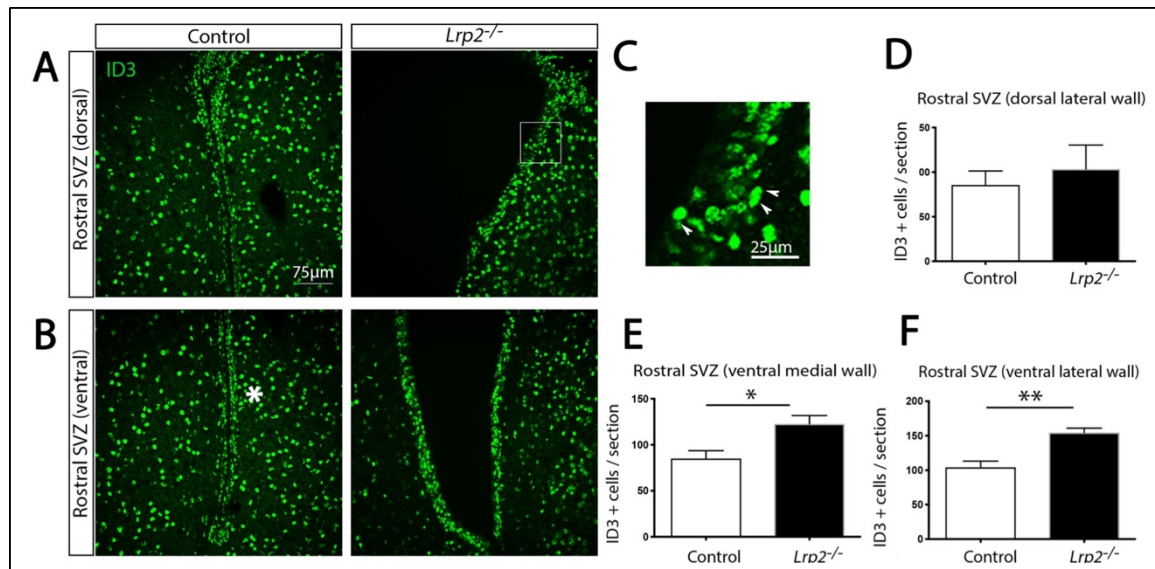 Control
Lrp2-/-
A
ID3
Rostral SVZ (dorsal)
75µm
B
Rostral SVZ (ventral)
*
C
25µm
D
Rostral SVZ (dorsal lateral wall)
ID3 + cells / section
50
00
50
0
Control
Lrp2-/-
E
Rostral SVZ (ventral medial wall)
*
ID3 + cells / section
150
100
50
0
Control
Lrp2-/-
F
Rostral SVZ (ventral lateral wall)
**
ID3 + cells / section
200
150
100
50
0
Control
Lrp2-/-